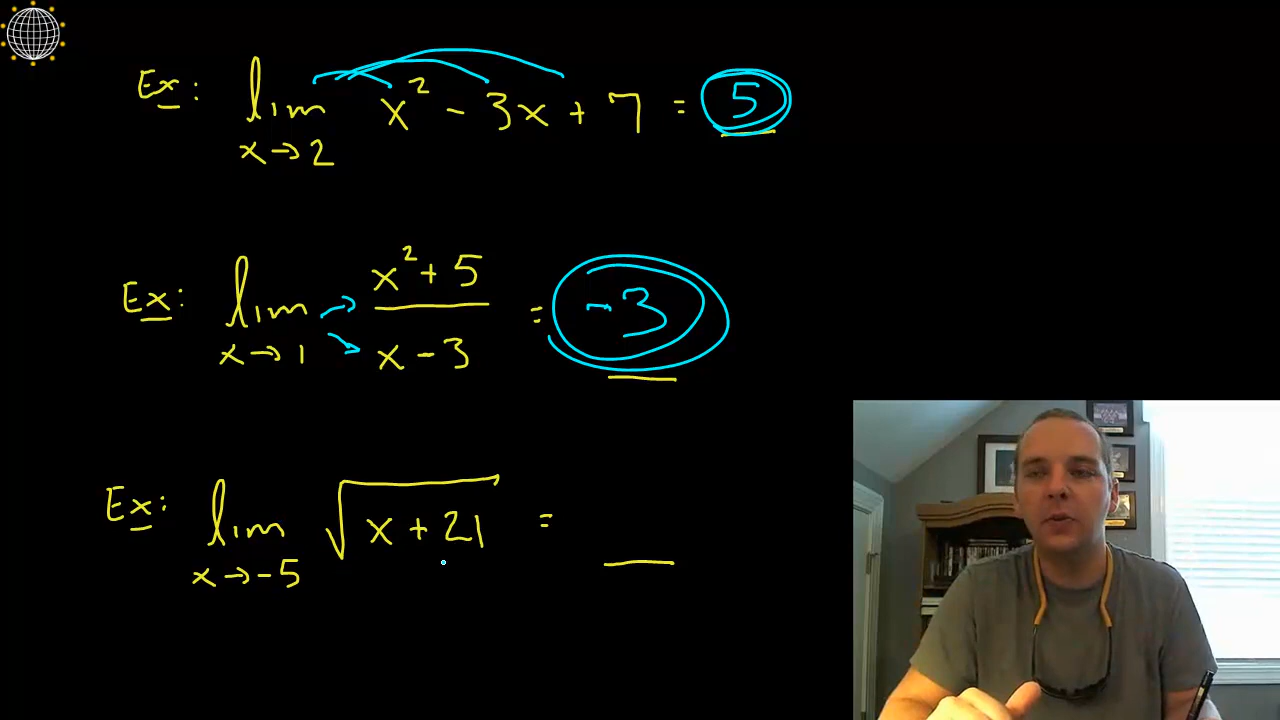 Ex: lim x² - 3x + 7 = 5
x→2
Ex: lim x² + 5 = -3
x→1 x - 3
Ex: lim √x + 21 =
x→-5